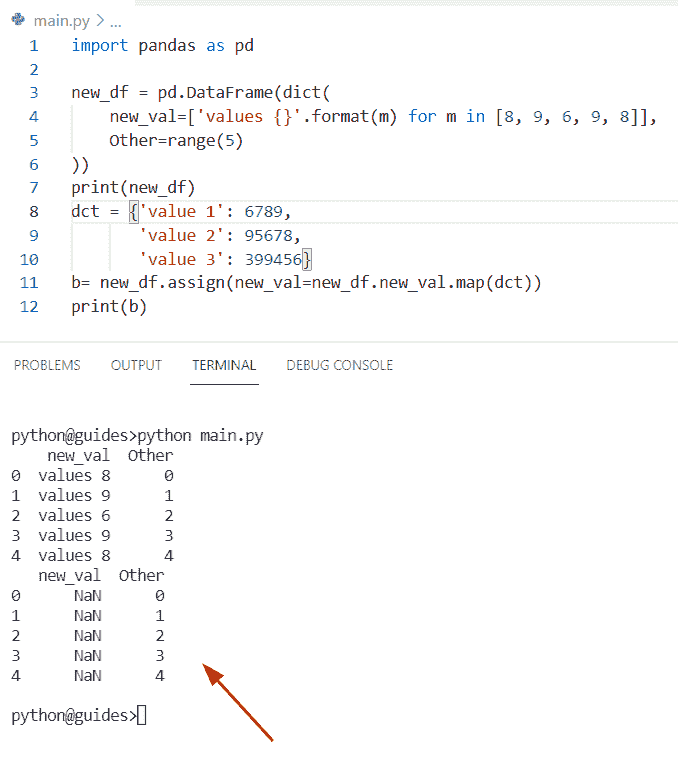 main.py > ...
1 import pandas as pd
2
3 new_df = pd.DataFrame(dict(
4     new_val=['values {}'.format(m) for m in [8, 9, 6, 9, 8]],
5     Other=range(5)
6 ))
7 print(new_df)
8 dct = {'value 1': 6789,
9        'value 2': 95678,
10        'value 3': 399456}
11 b= new_df.assign(new_val=new_df.new_val.map(dct))
12 print(b)
PROBLEMS OUTPUT TERMINAL DEBUG CONSOLE
python@guides>python main.py
    new_val  Other
0  values 8      0
1  values 9      1
2  values 6      2
3  values 9      3
4  values 8      4
   new_val  Other
0      NaN      0
1      NaN      1
2      NaN      2
3      NaN      3
4      NaN      4
python@guides>